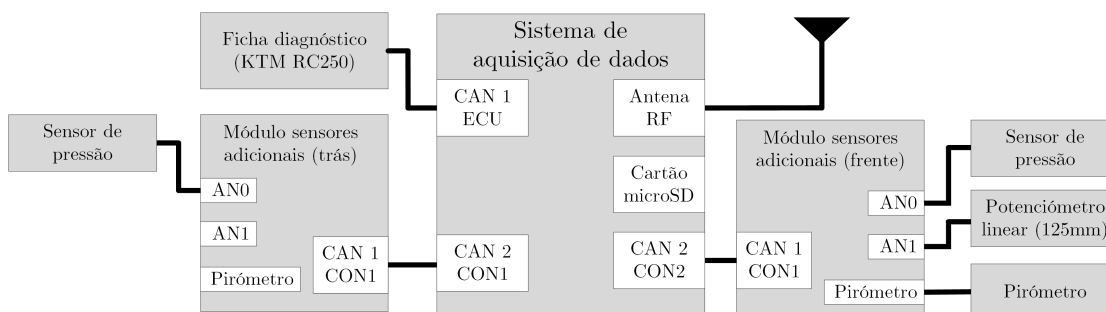 Ficha diagnóstico
(KTM RC250)
Sistema de
aquisição de dados
CAN 1
ECU
Antena
RF
Cartão
microSD
CAN 2
CON1
CAN 2
CON2
Sensor de
pressão
Módulo sensores
adicionais (trás)
AN0
AN1
Pirómetro
CAN 1
CON1
Módulo sensores
adicionais (frente)
AN0
AN1
CAN 1
CON1
Pirómetro
Sensor de
pressão
Potenciómetro
linear (125mm)
Pirómetro